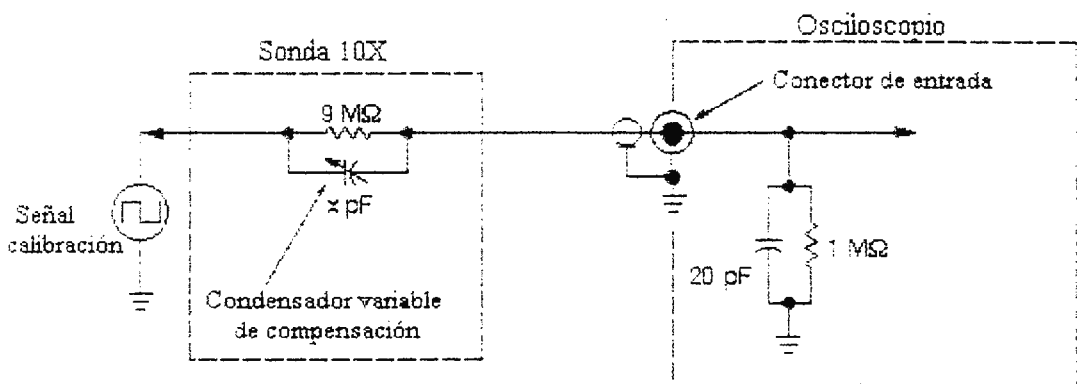 Osciloscopio
Sonda 10X
Conector de entrada
9 MΩ
x pF
Señal
calibración
20 pF
1 MΩ
Condensador variable
de compensación